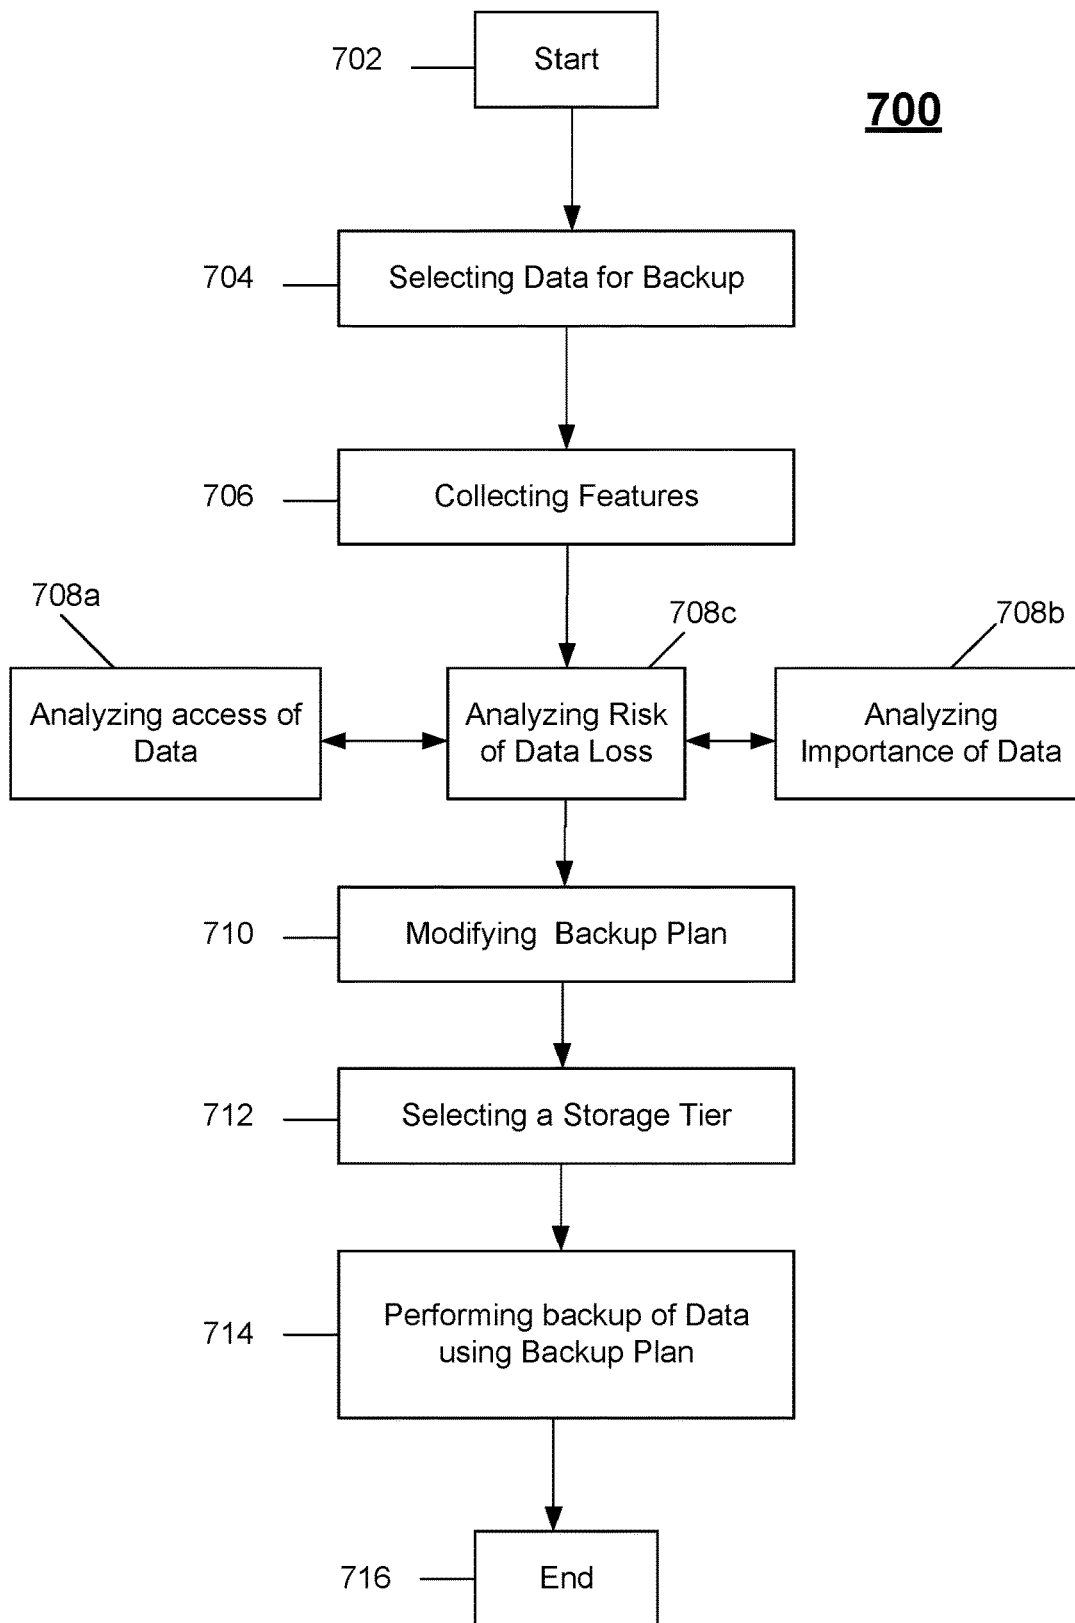 702
Start
700
704
Selecting Data for Backup
706
Collecting Features
708a
708c
708b
Analyzing access of
Data
Analyzing Risk
of Data Loss
Analyzing
Importance of Data
710
Modifying Backup Plan
712
Selecting a Storage Tier
714
Performing backup of Data
using Backup Plan
716
End